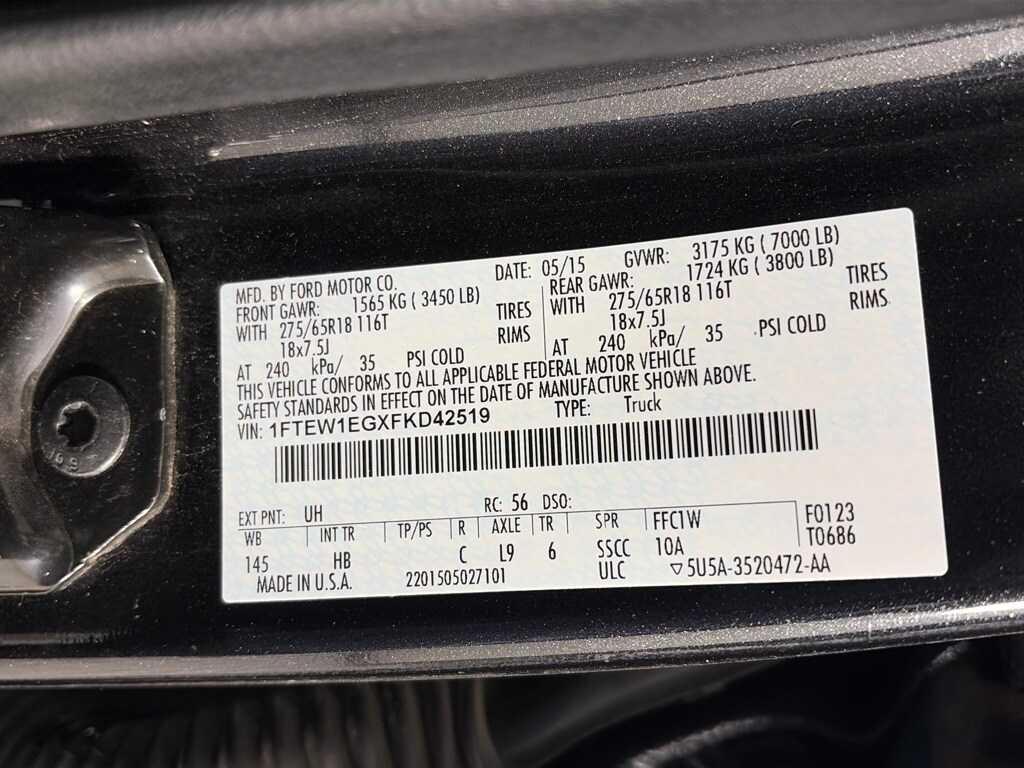 MFD. BY FORD MOTOR CO. DATE: 05/15 GVWR: 3175 KG ( 7000 LB)
FRONT GAWR: 1565 KG ( 3450 LB) REAR GAWR: 1724 KG ( 3800 LB)
WITH 275/65R18 116T TIRES WITH 275/65R18 116T TIRES
18x7.5J RIMS 18x7.5J RIMS
AT 240 kPa/ 35 PSI COLD AT 240 kPa/ 35 PSI COLD
THIS VEHICLE CONFORMS TO ALL APPLICABLE FEDERAL MOTOR VEHICLE
SAFETY STANDARDS IN EFFECT ON THE DATE OF MANUFACTURE SHOWN ABOVE.
VIN: 1FTEW1EGXFKD42519 TYPE: Truck
EXT PNT: UH RC: 56 DSO:
WB INT TR TP/PS R AXLE TR SPR FFC1W F0123
145 HB C L9 6 SSCC 10A T0686
MADE IN U.S.A. 2201505027101 ULC ▽5U5A-3520472-AA
10.9